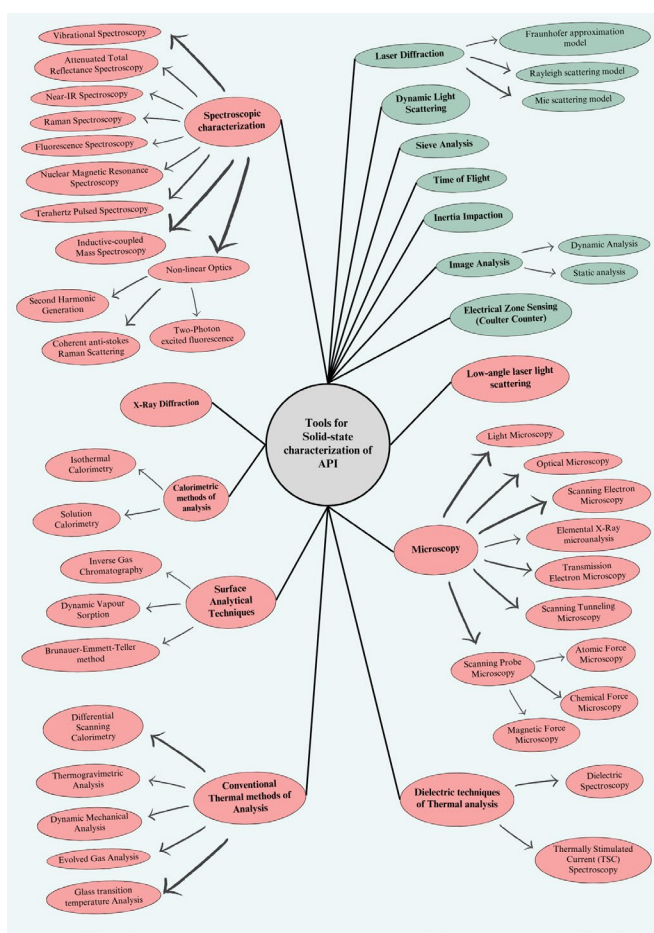 Vibrational Spectroscopy
Attenuated Total
Reflectance Spectroscopy
Near-IR Spectroscopy
Raman Spectroscopy
Fluorescence Spectroscopy
Nuclear Magnetic Resonance
Spectroscopy
Terahertz Pulsed Spectroscopy
Inductive-coupled
Mass Spectroscopy
Spectroscopic
characterization
Non-linear Optics
Second Harmonic
Generation
Coherent anti-stokes
Raman Scattering
Two-Photon
excited fluorescence
Laser Diffraction
Fraunhofer approximation
model
Rayleigh scattering model
Mie scattering model
Dynamic Light
Scattering
Sieve Analysis
Time of Flight
Inertia Impaction
Image Analysis
Dynamic Analysis
Static analysis
Electrical Zone Sensing
(Coulter Counter)
Low-angle laser light
scattering
X-Ray Diffraction
Tools for
Solid-state
characterization of
API
Isothermal
Calorimetry
Solution
Calorimetry
Calorimetric
methods of
analysis
Light Microscopy
Optical Microscopy
Scanning Electron
Microscopy
Elemental X-Ray
microanalysis
Transmission
Electron Microscopy
Scanning Tunneling
Microscopy
Microscopy
Scanning Probe
Microscopy
Atomic Force
Microscopy
Chemical Force
Microscopy
Magnetic Force
Microscopy
Inverse Gas
Chromatography
Dynamic Vapour
Sorption
Brunauer-Emmett-Teller
method
Surface
Analytical
Techniques
Differential
Scanning
Calorimetry
Thermogravimetric
Analysis
Dynamic Mechanical
Analysis
Evolved Gas Analysis
Glass transition
temperature Analysis
Conventional
Thermal methods of
Analysis
Dielectric techniques
of Thermal analysis
Dielectric
Spectroscopy
Thermally Stimulated
Current (TSC)
Spectroscopy